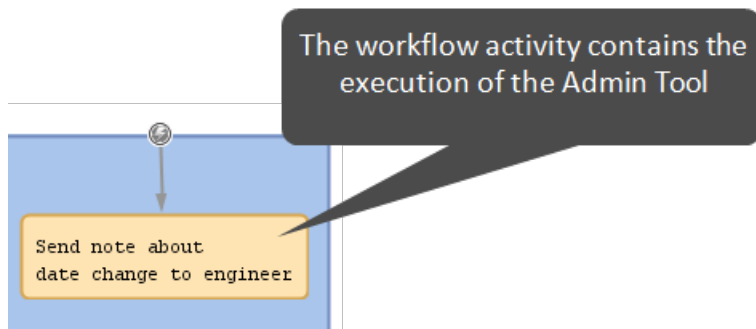 The workflow activity contains the
execution of the Admin Tool
Send note about
date change to engineer